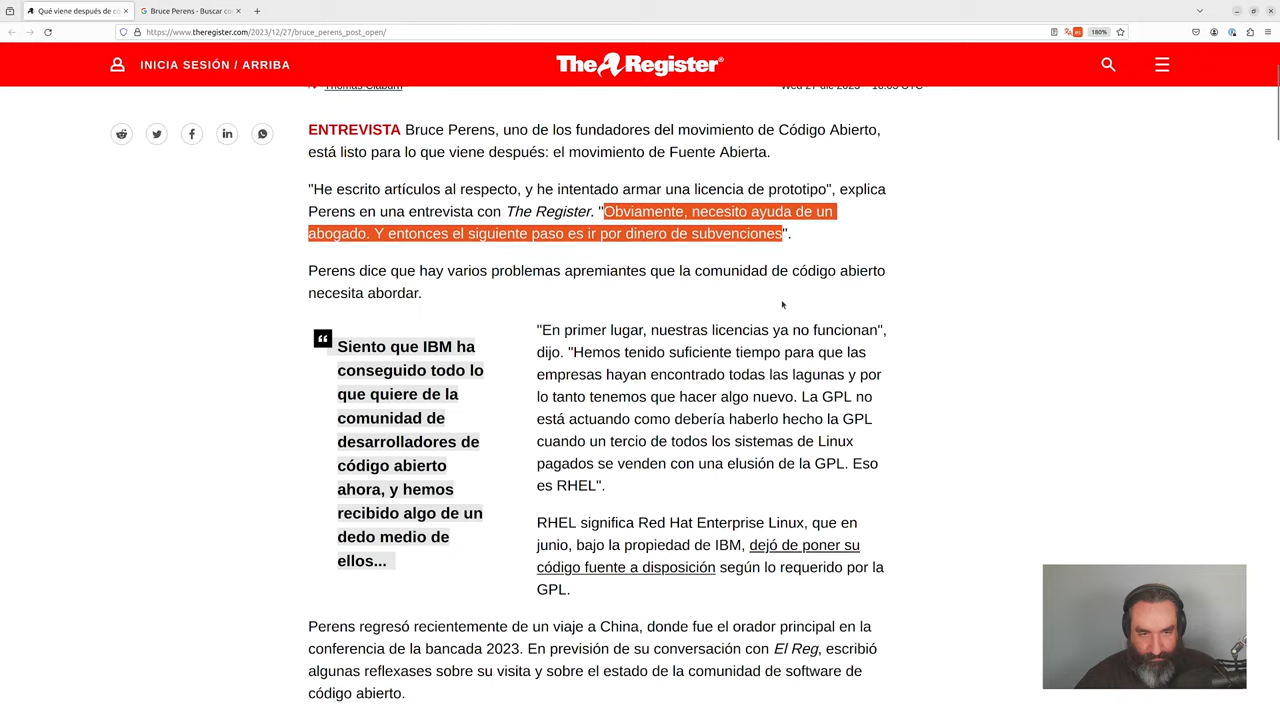 Qué viene después de có
Bruce Perens - Buscar co
https://www.theregister.com/2023/12/27/bruce_perens_post_open/
180%
INICIA SESIÓN / ARRIBA
The Register
Thomas Claburn
ENTREVISTA Bruce Perens, uno de los fundadores del movimiento de Código Abierto,
está listo para lo que viene después: el movimiento de Fuente Abierta.
"He escrito artículos al respecto, y he intentado armar una licencia de prototipo", explica
Perens en una entrevista con The Register. "Obviamente, necesito ayuda de un
abogado. Y entonces el siguiente paso es ir por dinero de subvenciones".
Perens dice que hay varios problemas apremiantes que la comunidad de código abierto
necesita abordar.
Siento que IBM ha
conseguido todo lo
que quiere de la
comunidad de
desarrolladores de
código abierto
ahora, y hemos
recibido algo de un
dedo medio de
ellos...
"En primer lugar, nuestras licencias ya no funcionan",
dijo. "Hemos tenido suficiente tiempo para que las
empresas hayan encontrado todas las lagunas y por
lo tanto tenemos que hacer algo nuevo. La GPL no
está actuando como debería haberlo hecho la GPL
cuando un tercio de todos los sistemas de Linux
pagados se venden con una elusión de la GPL. Eso
es RHEL".
RHEL significa Red Hat Enterprise Linux, que en
junio, bajo la propiedad de IBM, dejó de poner su
código fuente a disposición según lo requerido por la
GPL.
Perens regresó recientemente de un viaje a China, donde fue el orador principal en la
conferencia de la bancada 2023. En previsión de su conversación con El Reg, escribió
algunas reflexases sobre su visita y sobre el estado de la comunidad de software de
código abierto.